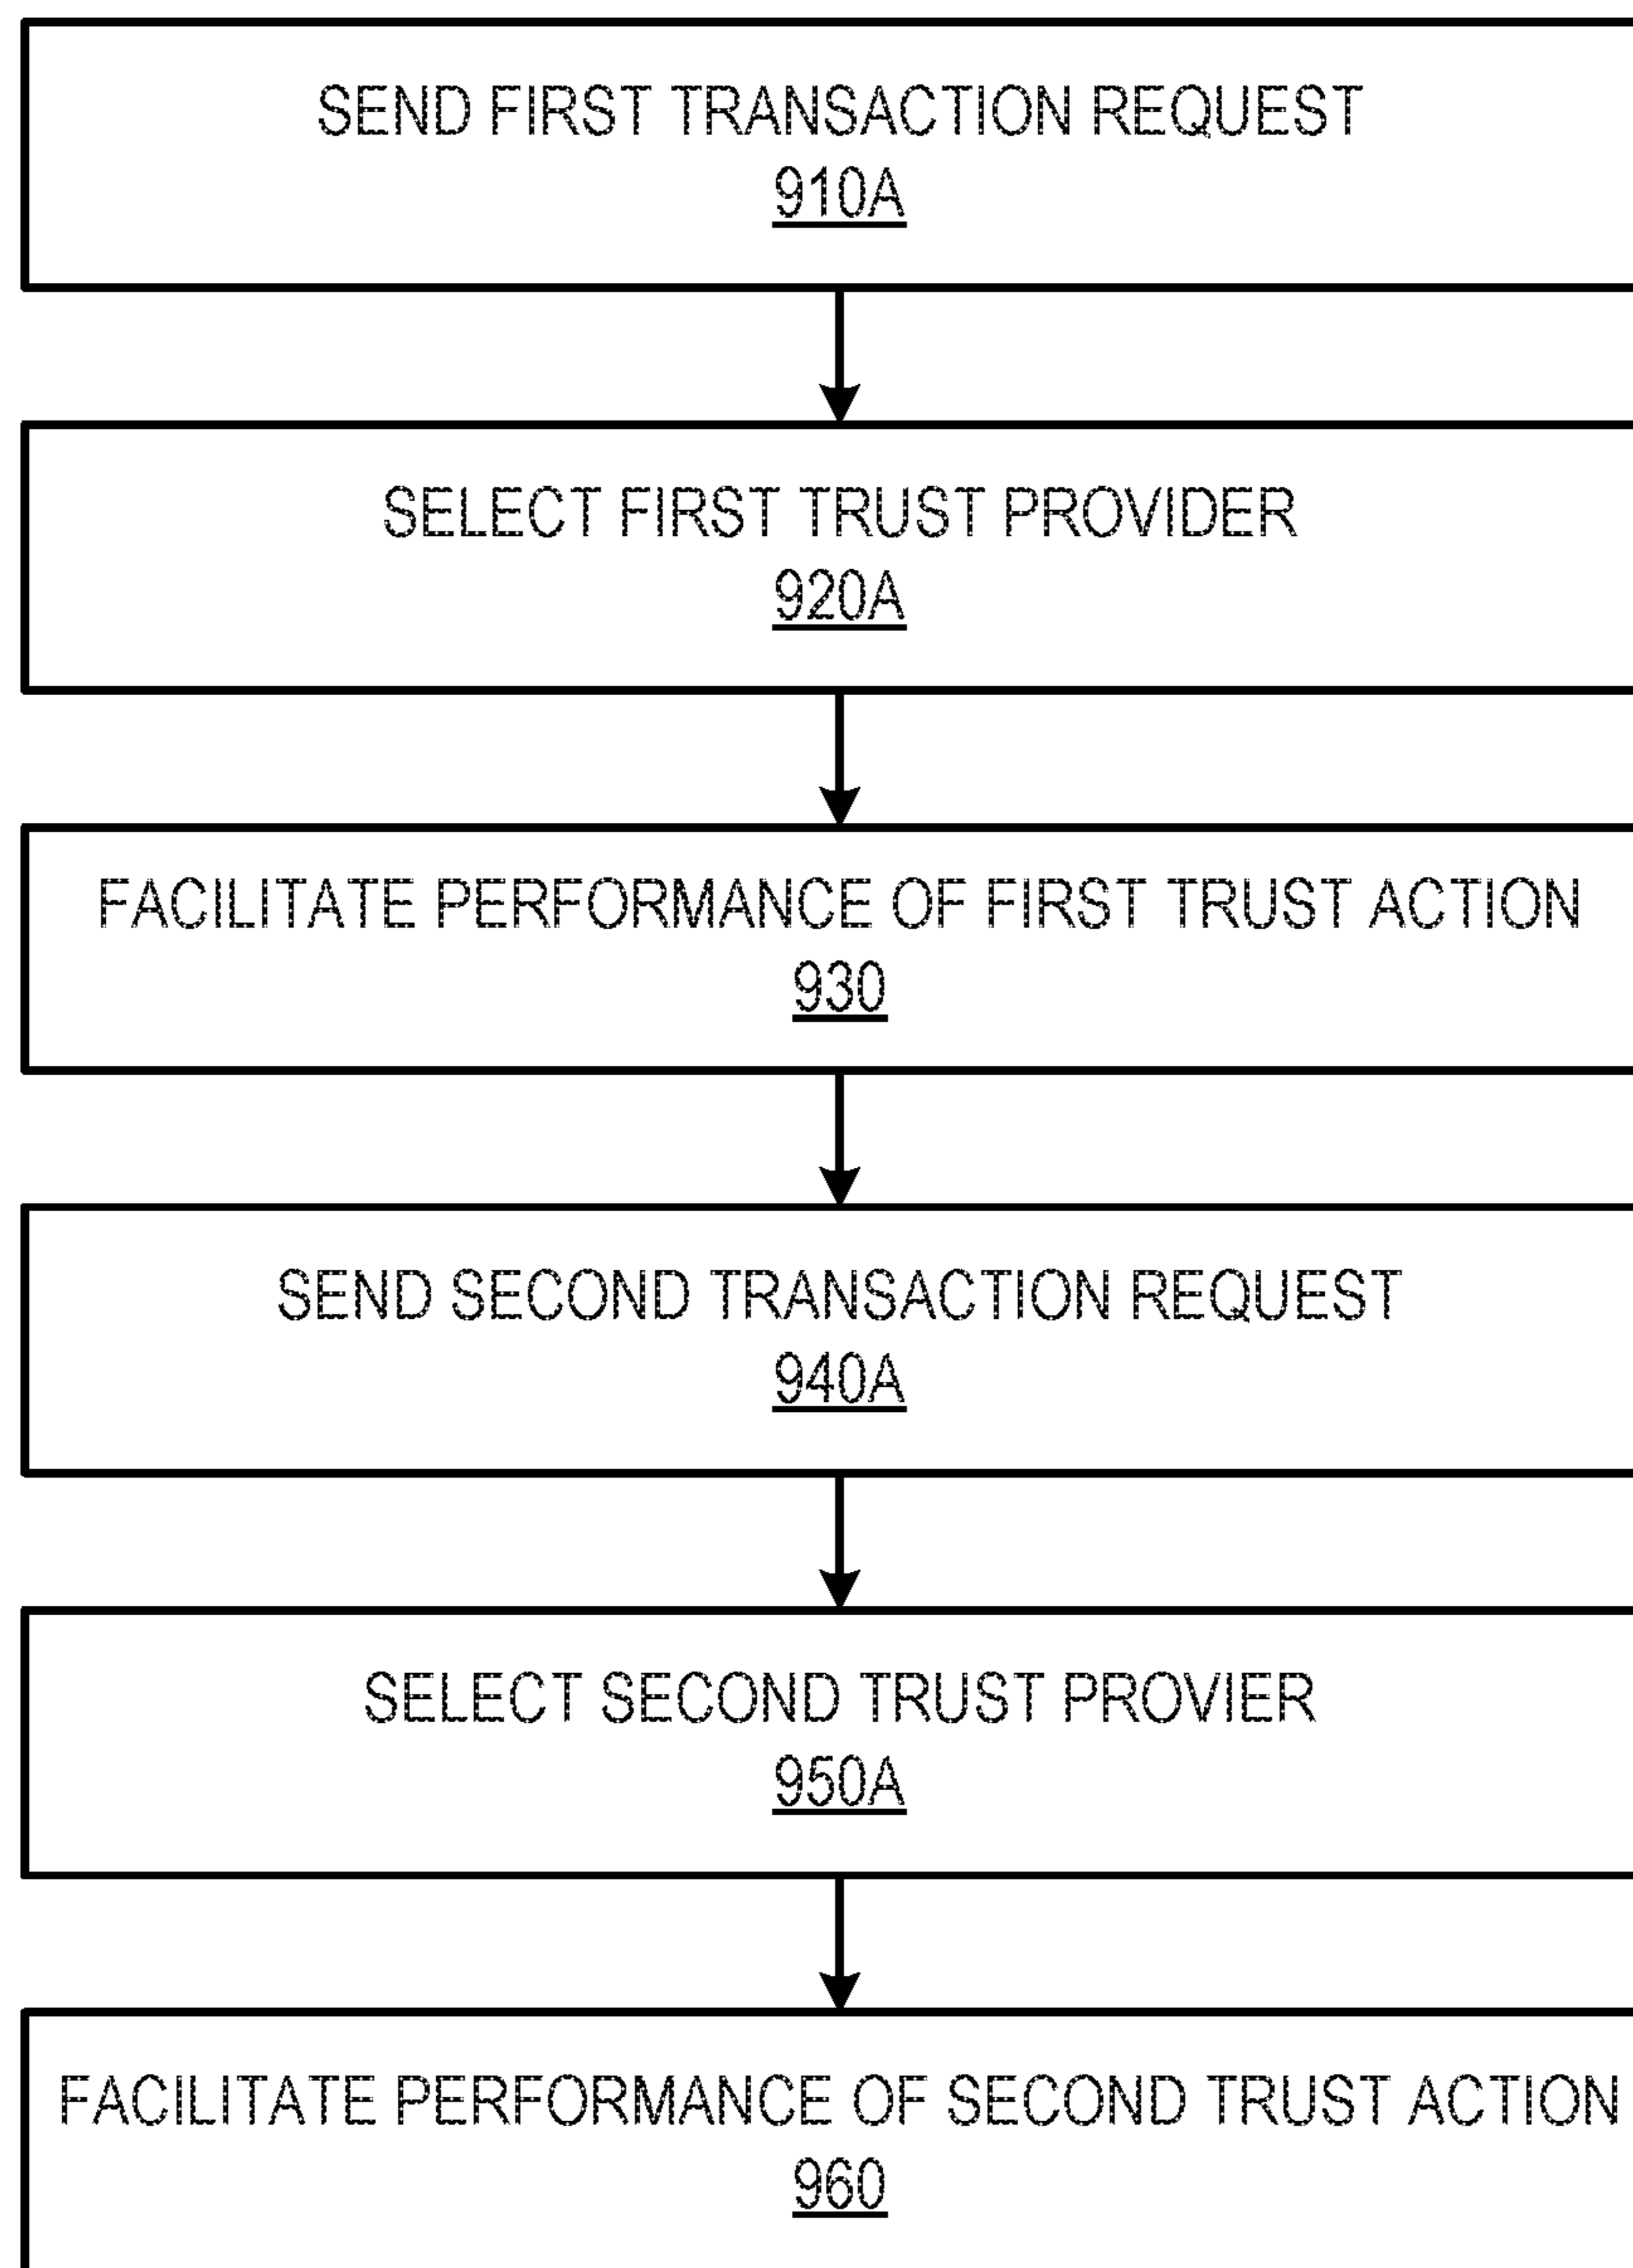 SEND FIRST TRANSACTION REQUEST
910A
SELECT FIRST TRUST PROVIDER
920A
FACILITATE PERFORMANCE OF FIRST TRUST ACTION
930
SEND SECOND TRANSACTION REQUEST
940A
SELECT SECOND TRUST PROVIER
950A
FACILITATE PERFORMANCE OF SECOND TRUST ACTION
960